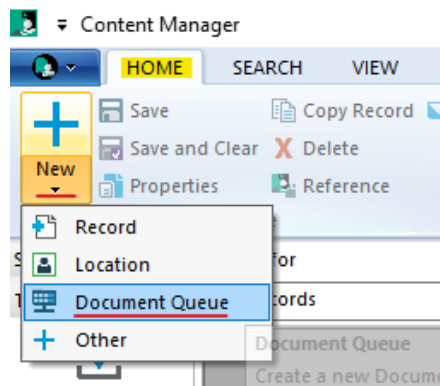 Content Manager
HOME SEARCH VIEW
New
Save
Save and Clear
Properties
Copy Record
Delete
Reference
Record
Location
Document Queue
Other
for
cords
Document Queue
Create a new Docum